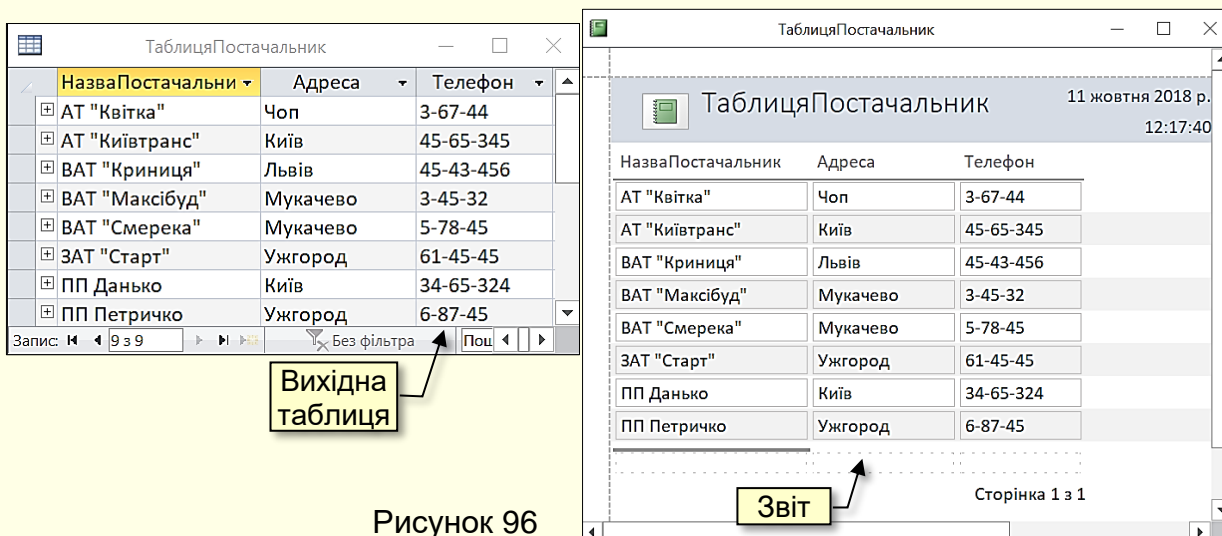 ТаблицяПостачальник
НазваПостачальни Адреса Телефон
АТ "Квітка" Чоп 3-67-44
АТ "Київтранс" Київ 45-65-345
ВАТ "Криниця" Львів 45-43-456
ВАТ "Максібуд" Мукачево 3-45-32
ВАТ "Смерека" Мукачево 5-78-45
ЗАТ "Старт" Ужгород 61-45-45
ПП Данько Київ 34-65-324
ПП Петричко Ужгород 6-87-45
Запис: 9 з 9 Без фільтра Пош
Вихідна
таблиця
Рисунок 96
ТаблицяПостачальник
ТаблицяПостачальник
11 жовтня 2018 р.
12:17:40
НазваПостачальник Адреса Телефон
АТ "Квітка" Чоп 3-67-44
АТ "Київтранс" Київ 45-65-345
ВАТ "Криниця" Львів 45-43-456
ВАТ "Максібуд" Мукачево 3-45-32
ВАТ "Смерека" Мукачево 5-78-45
ЗАТ "Старт" Ужгород 61-45-45
ПП Данько Київ 34-65-324
ПП Петричко Ужгород 6-87-45
Сторінка 1 з 1
Звіт